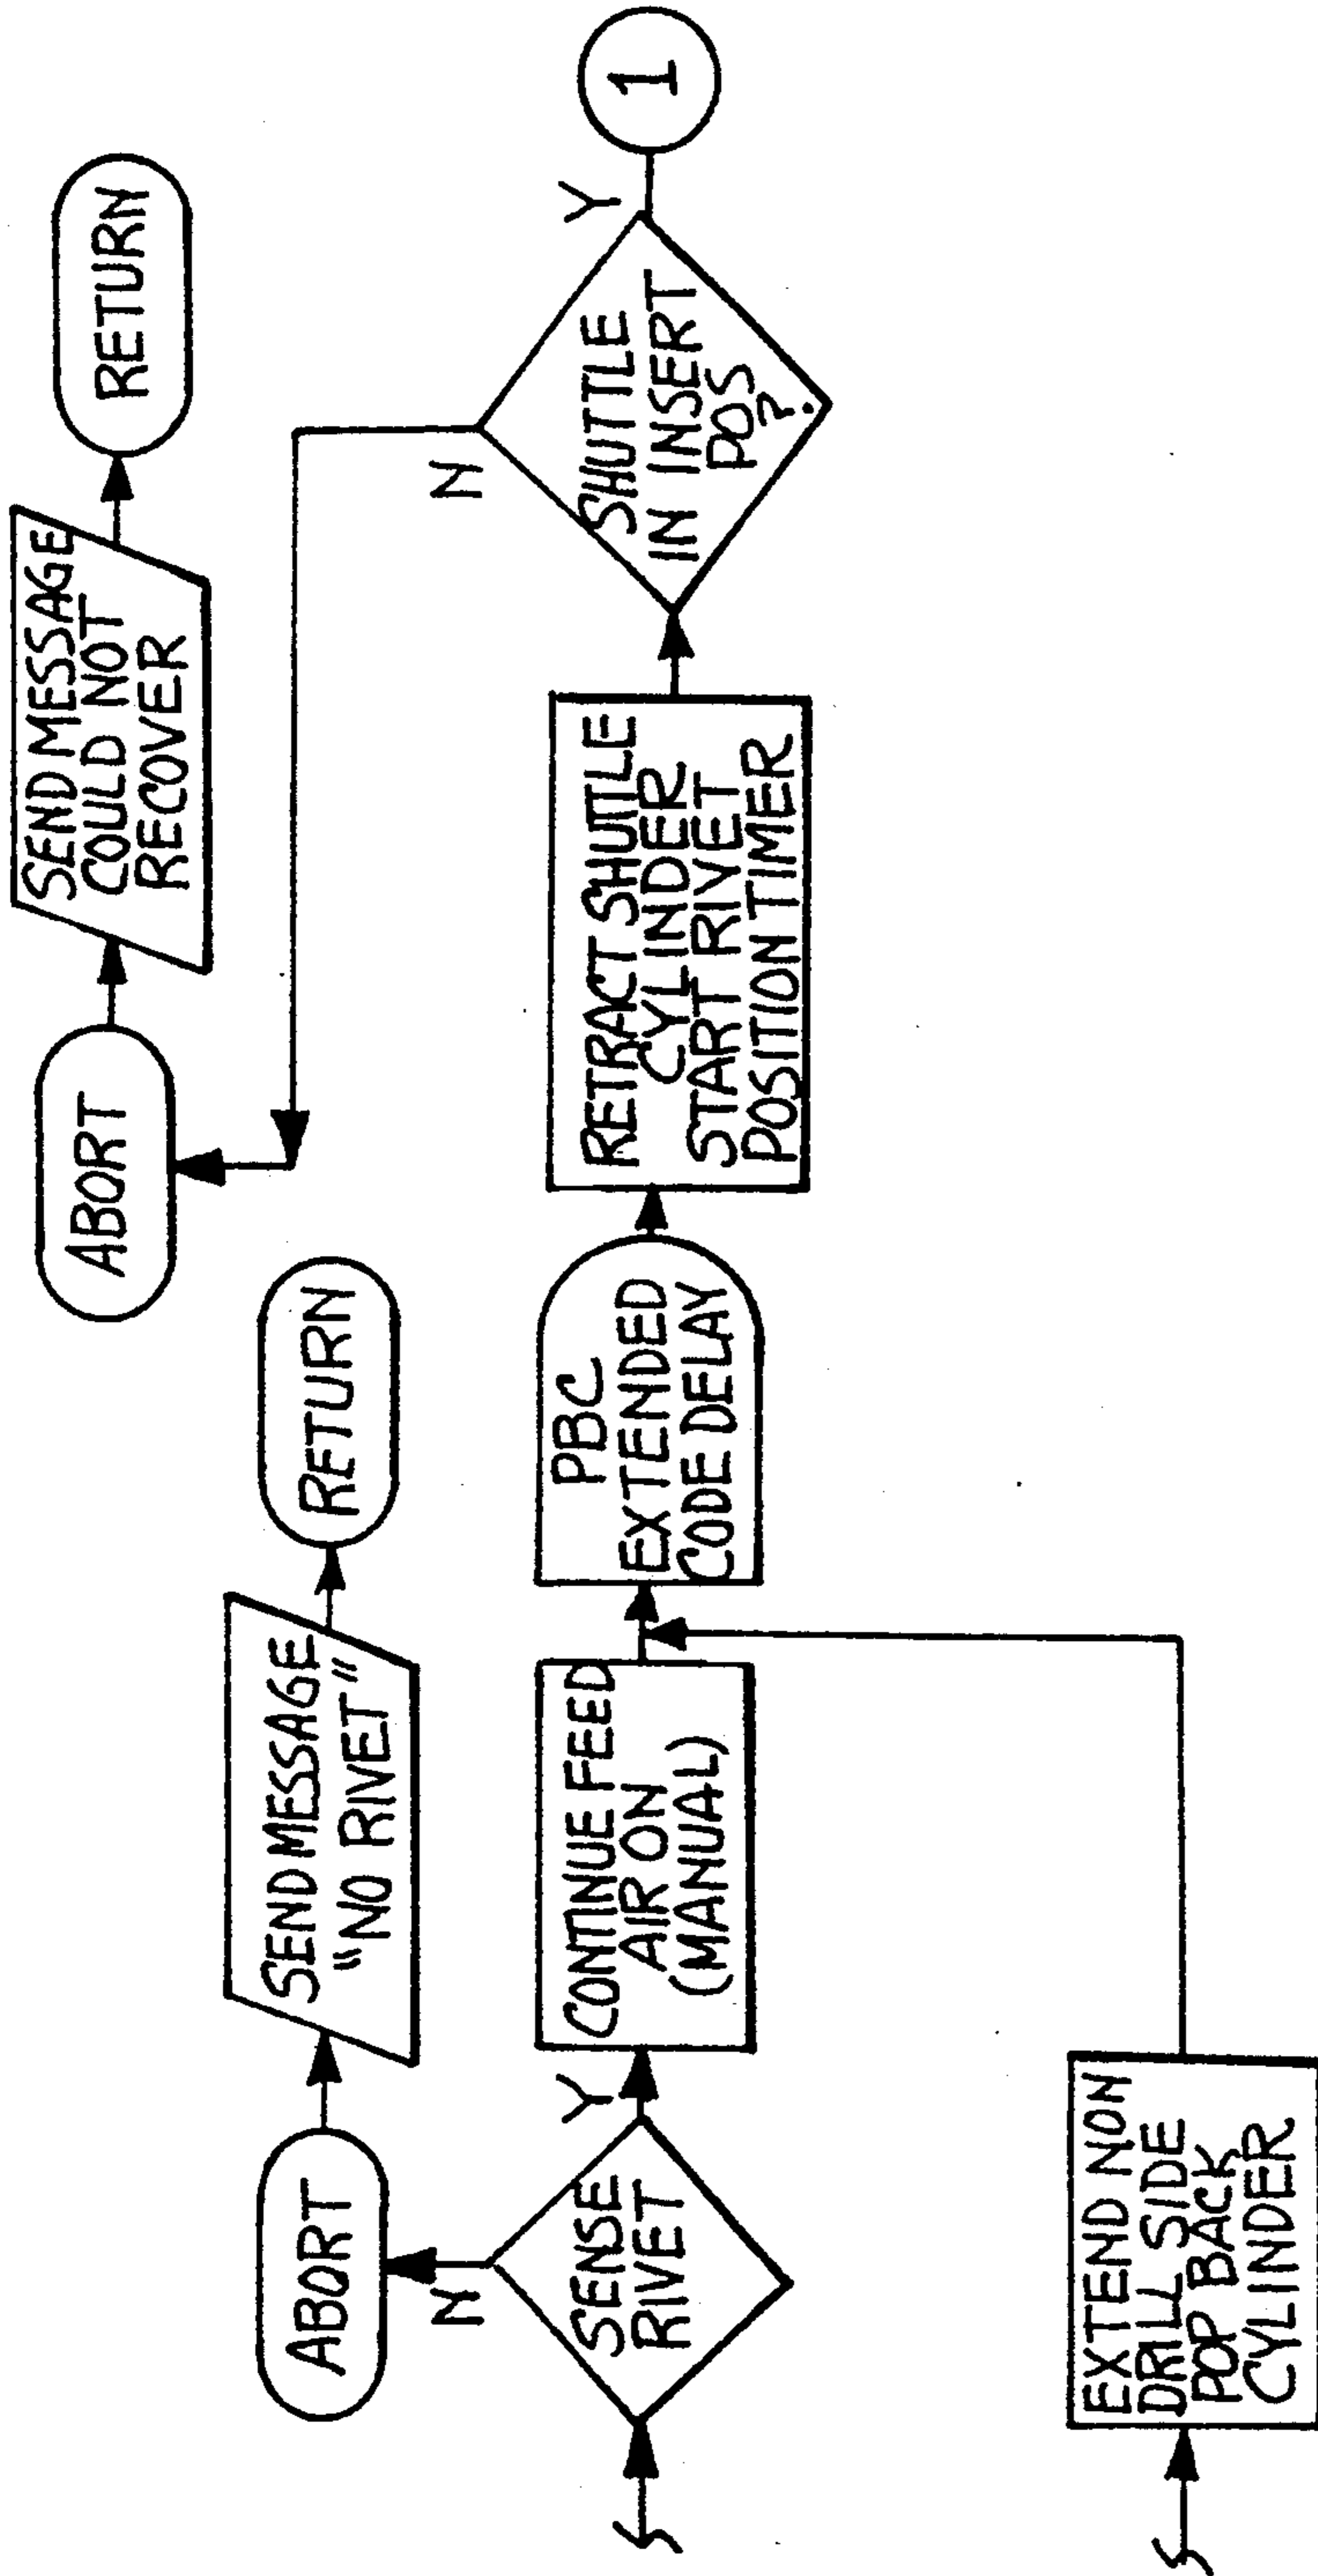 SENSE
RIVET
N
Y
ABORT
SEND MESSAGE
"NO RIVET"
RETURN
CONTINUE FEED
AIR ON
(MANUAL)
EXTEND NON
DRILL SIDE
POP BACK
CYLINDER
PBC
EXTENDED
CODE DELAY
RETRACT SHUTTLE
CYLINDER
START RIVET
POSITION TIMER
SHUTTLE
IN INSERT
POS
?
N
Y
ABORT
SEND MESSAGE
COULD NOT
RECOVER
RETURN
1